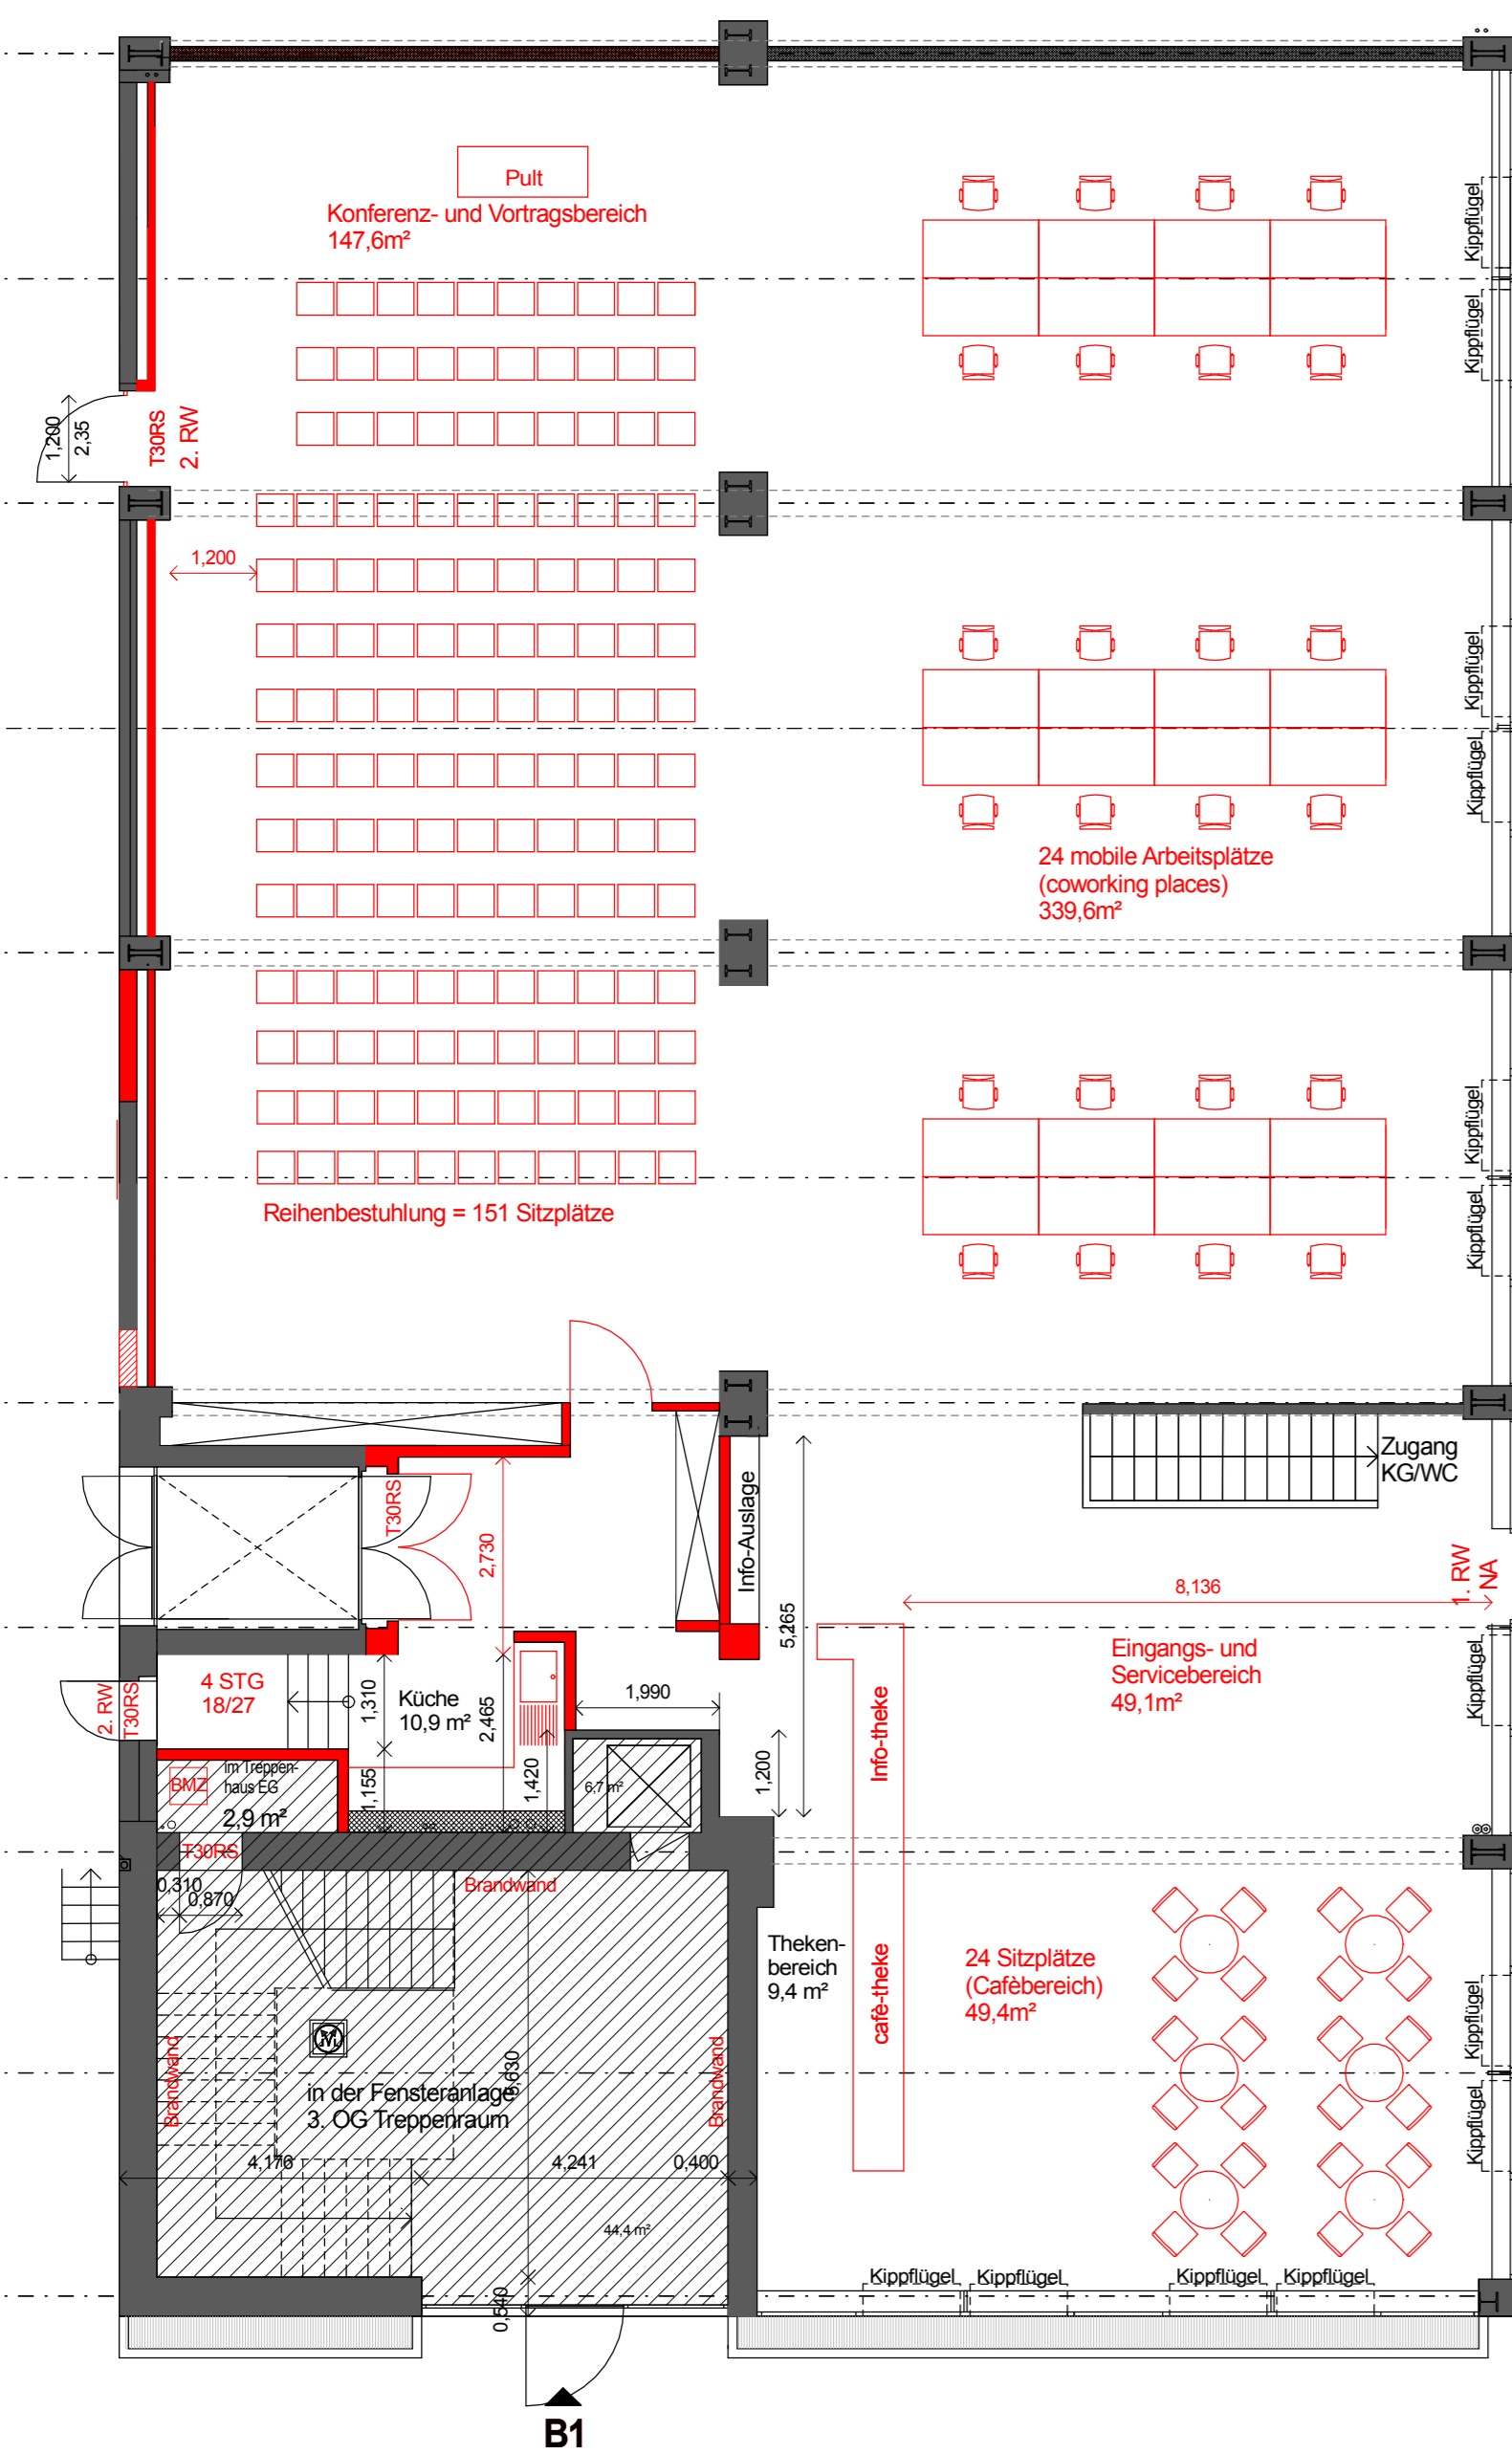 Pult
Konferenz- und Vortragsbereich
147,6m²
Kippflügel
Kippflügel
1,200
2,35
T30RS
2. RW
1,200
Kippflügel
Kippflügel
24 mobile Arbeitsplätze
(coworking places)
339,6m²
Kippflügel
Kippflügel
Reihenbestuhlung = 151 Sitzplätze
Zugang
KG/WC
Info-Auslage
T30RS
2,730
5,265
1. RW
NA
8,136
Eingangs- und
Servicebereich
49,1m²
Kippflügel
4 STG
18/27
2. RW
T30RS
1,310
Küche
10,9 m²
2,465
1,990
Info-theke
BMZ
im Treppen-
haus EG
2,9 m²
1,155
1,420
6,7 m²
1,200
T30RS
0,310
0,870
Brandwand
Theken-
bereich
9,4 m²
cafè-theke
24 Sitzplätze
(Cafèbereich)
49,4m²
Kippflügel
Kippflügel
Brandwand
in der Fensteranlage
3. OG Treppenraum
5,630
Brandwand
4,176
4,241
0,400
44,4 m²
0,540
Kippflügel
Kippflügel
Kippflügel
Kippflügel
B1